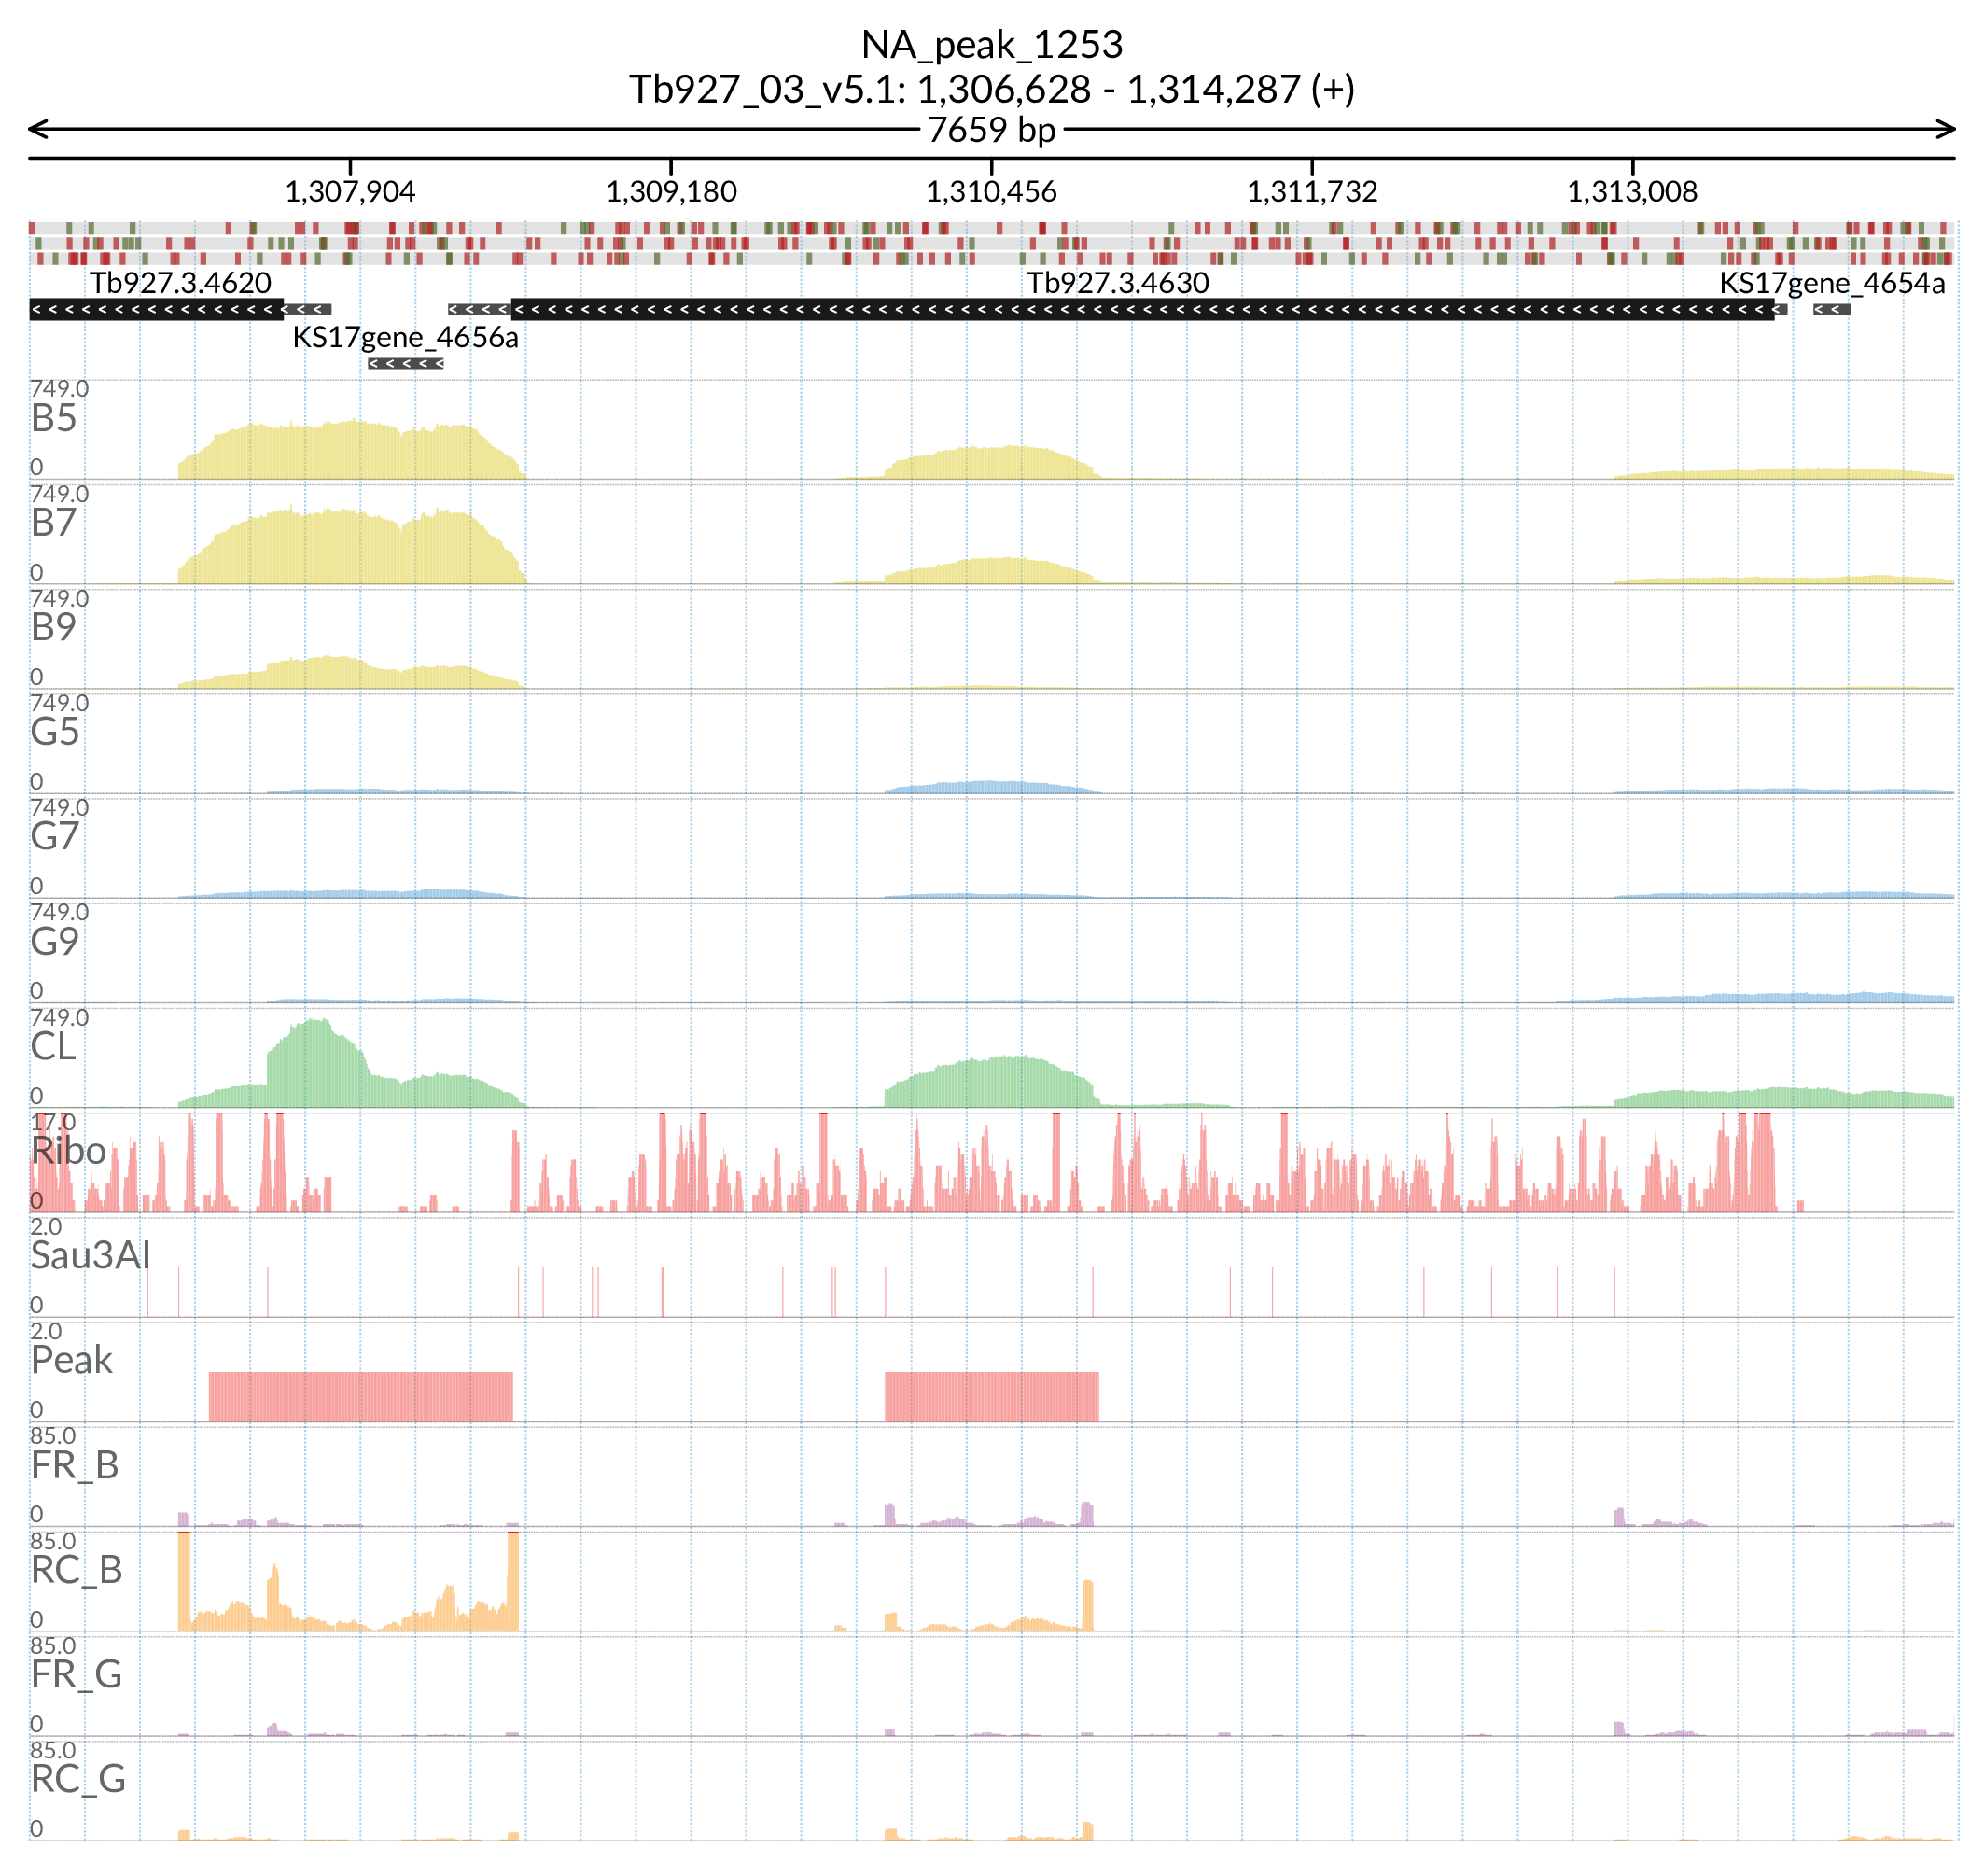 NA_peak_1253
Tb927_03_v5.1: 1,306,628 - 1,314,287 (+)
7659 bp
1,307,904 1,309,180 1,310,456 1,311,732 1,313,008
Tb927.3.4620 Tb927.3.4630 KS17gene_4654a
KS17gene_4656a
749.0
B5
0
749.0
B7
0
749.0
B9
0
749.0
G5
0
749.0
G7
0
749.0
G9
0
749.0
CL
0
17.0
Ribo
0
2.0
Sau3AI
0
2.0
Peak
0
85.0
FR_B
0
85.0
RC_B
0
85.0
FR_G
0
85.0
RC_G
0